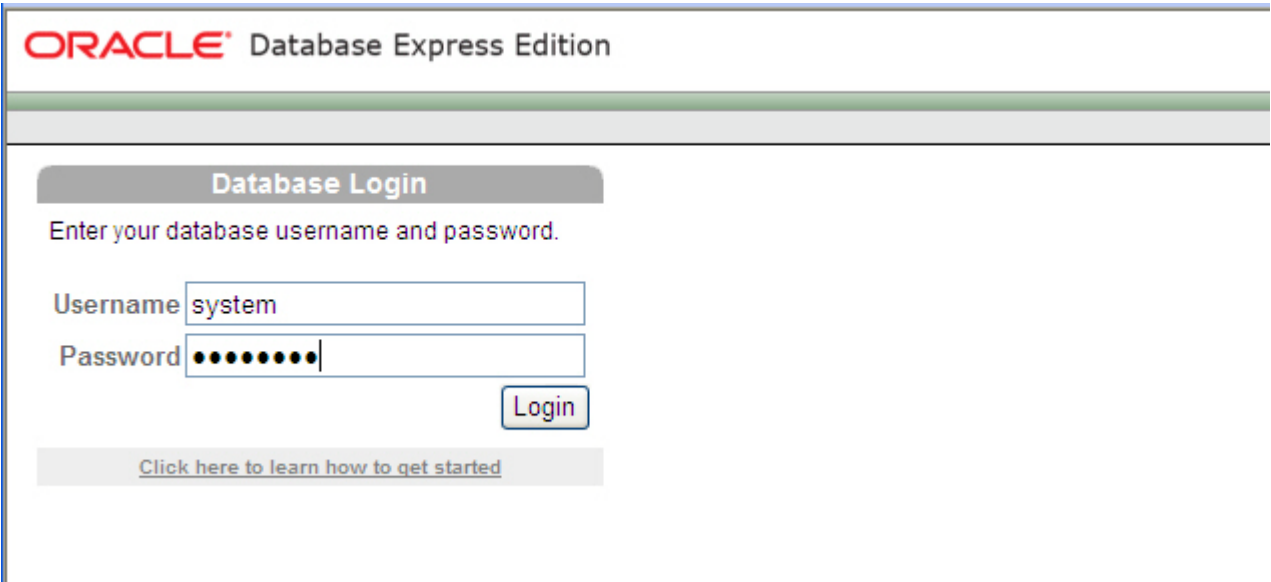 ORACLE® Database Express Edition
Database Login
Enter your database username and password.
Username system
Password ●●●●●●●●
Login
Click here to learn how to get started